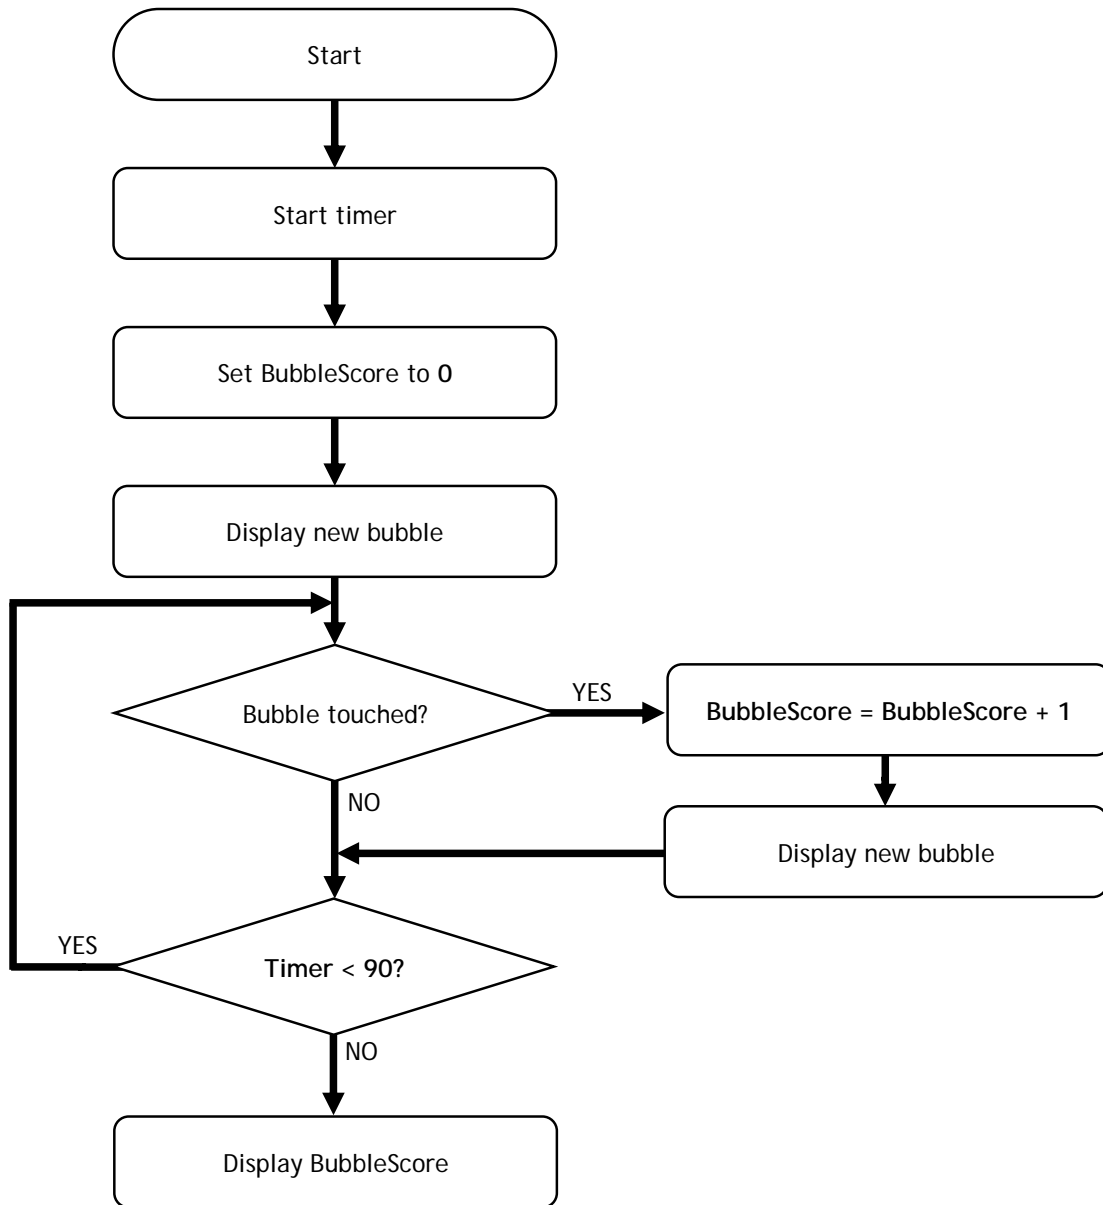 Start
Start timer
Set BubbleScore to 0
Display new bubble
Bubble touched?
YES
BubbleScore = BubbleScore + 1
NO
Display new bubble
YES
Timer < 90?
NO
Display BubbleScore